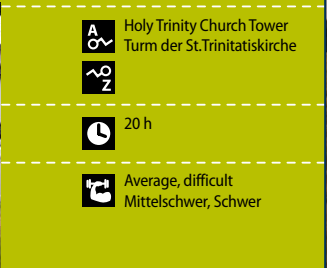 A
Holy Trinity Church Tower
Turm der St.Trinitatiskirche
Z
20 h
Average, difficult
Mittelschwer, Schwer